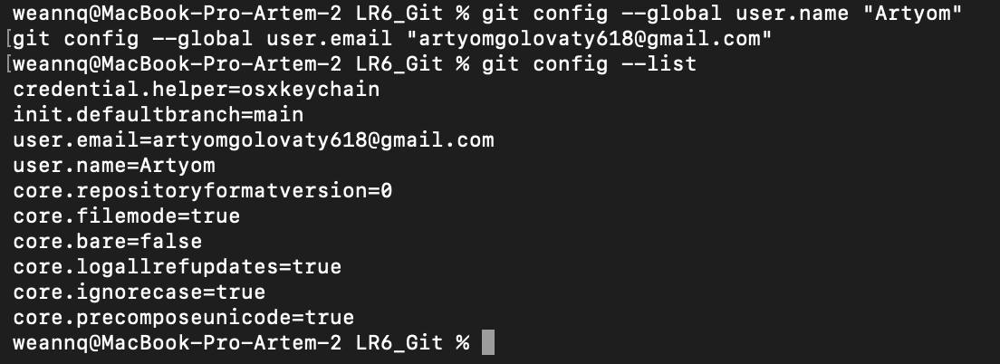 weannq@MacBook-Pro-Artem-2 LR6_Git % git config --global user.name "Artyom"
[git config --global user.email "artyomgolovaty618@gmail.com"
[weannq@MacBook-Pro-Artem-2 LR6_Git % git config --list
credential.helper=osxkeychain
init.defaultbranch=main
user.email=artyomgolovaty618@gmail.com
user.name=Artyom
core.repositoryformatversion=0
core.filemode=true
core.bare=false
core.logallrefupdates=true
core.ignorecase=true
core.precomposeunicode=true
weannq@MacBook-Pro-Artem-2 LR6_Git %